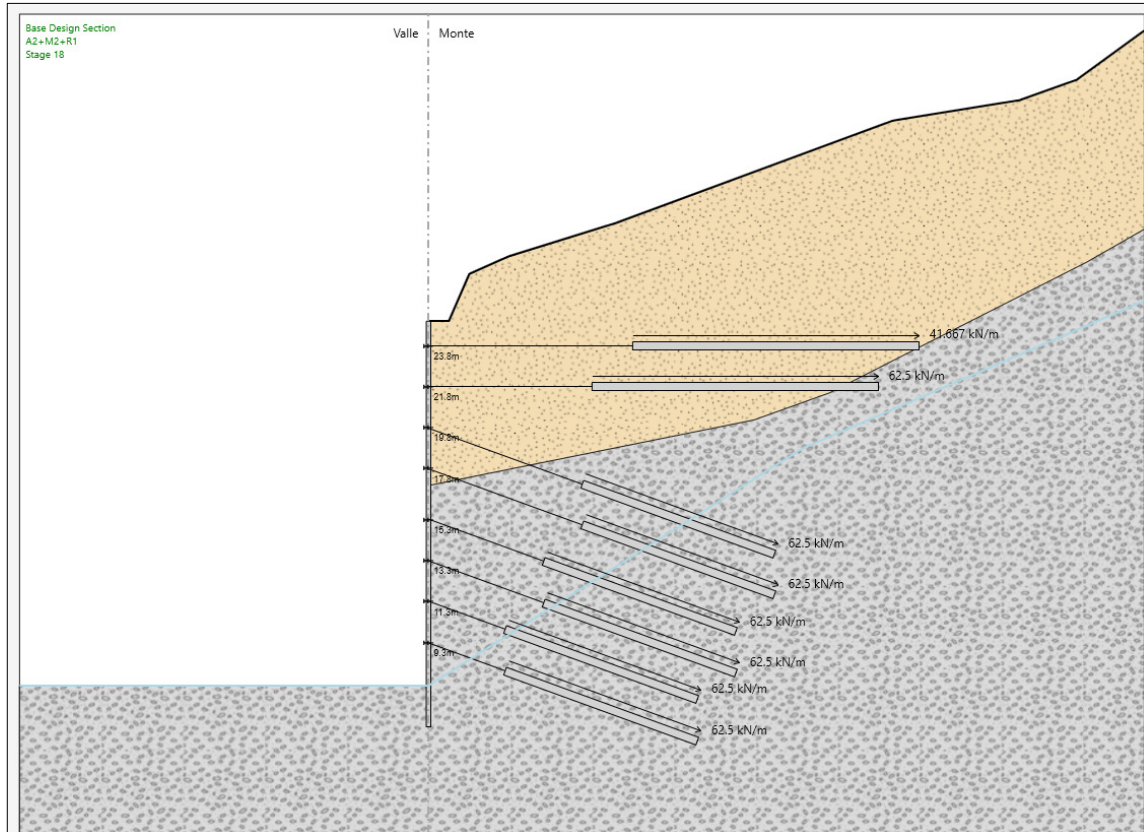 Base Design Section
A2+M2+R1
Stage 18
Valle
Monte
41.667 kN/m
23.8m
62.5 kN/m
21.8m
19.8m
17.8m
15.3m
62.5 kN/m
13.3m
62.5 kN/m
11.3m
62.5 kN/m
9.3m
62.5 kN/m
62.5 kN/m
62.5 kN/m